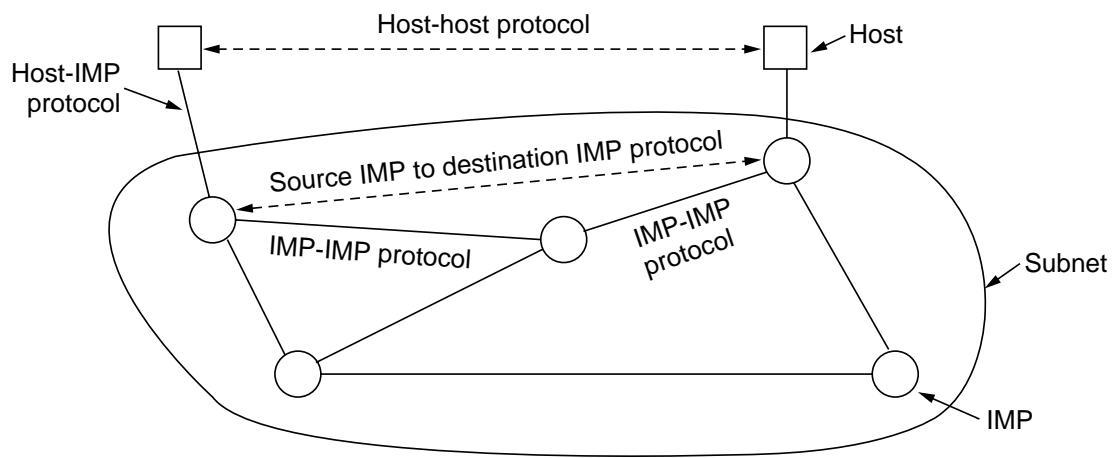 Host-host protocol
Host
Host-IMP
protocol
Source IMP to destination IMP protocol
IMP-IMP protocol
IMP-IMP
protocol
Subnet
IMP